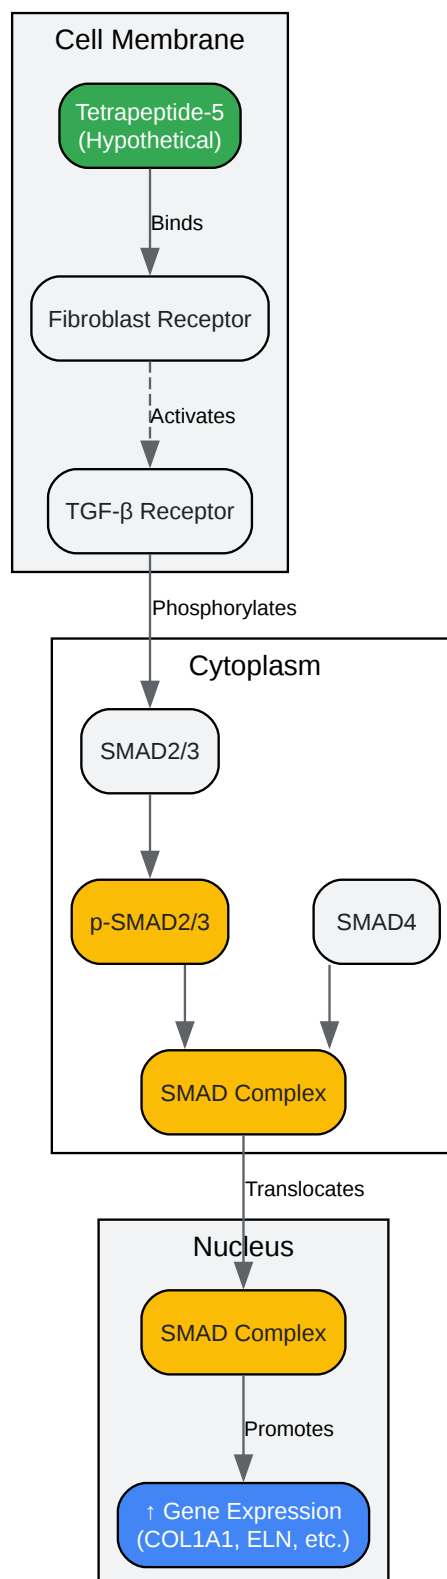 Cell Membrane
Tetrapeptide-5
(Hypothetical)
Binds
Fibroblast Receptor
Activates
TGF-β Receptor
Phosphorylates
Cytoplasm
SMAD2/3
p-SMAD2/3
SMAD4
SMAD Complex
Translocates
Nucleus
SMAD Complex
Promotes
↑ Gene Expression
(COL1A1, ELN, etc.)